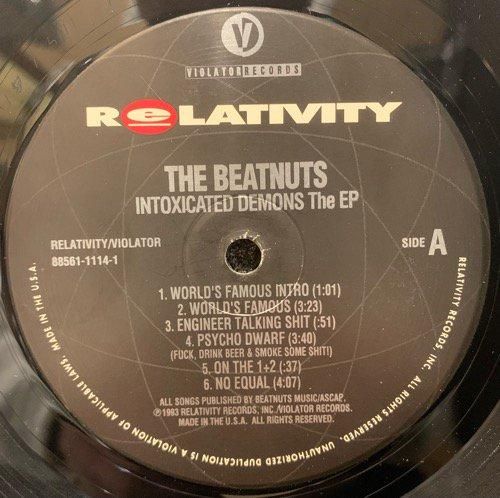 V
VIOLATOR RECORDS
RELATIVITY
THE BEATNUTS
INTOXICATED DEMONS The EP
RELATIVITY/VIOLATOR
88561-1114-1
SIDE A
1. WORLD'S FAMOUS INTRO (1:01)
2. WORLD'S FAMOUS (3:23)
3. ENGINEER TALKING SHIT (:51)
4. PSYCHO DWARF (3:40)
(FUCK, DRINK BEER & SMOKE SOME SHIT!)
5. ON THE 1+2 (:37)
6. NO EQUAL (4:07)
ALL SONGS PUBLISHED BY BEATNUTS MUSIC/ASCAP.
℗1993 RELATIVITY RECORDS, INC./VIOLATOR RECORDS.
MADE IN THE U.S.A. ALL RIGHTS RESERVED.
RELATIVITY RECORDS, INC. ALL RIGHTS RESERVED. UNAUTHORIZED DUPLICATION IS A VIOLATION OF APPLICABLE LAWS. MADE IN THE U.S.A.